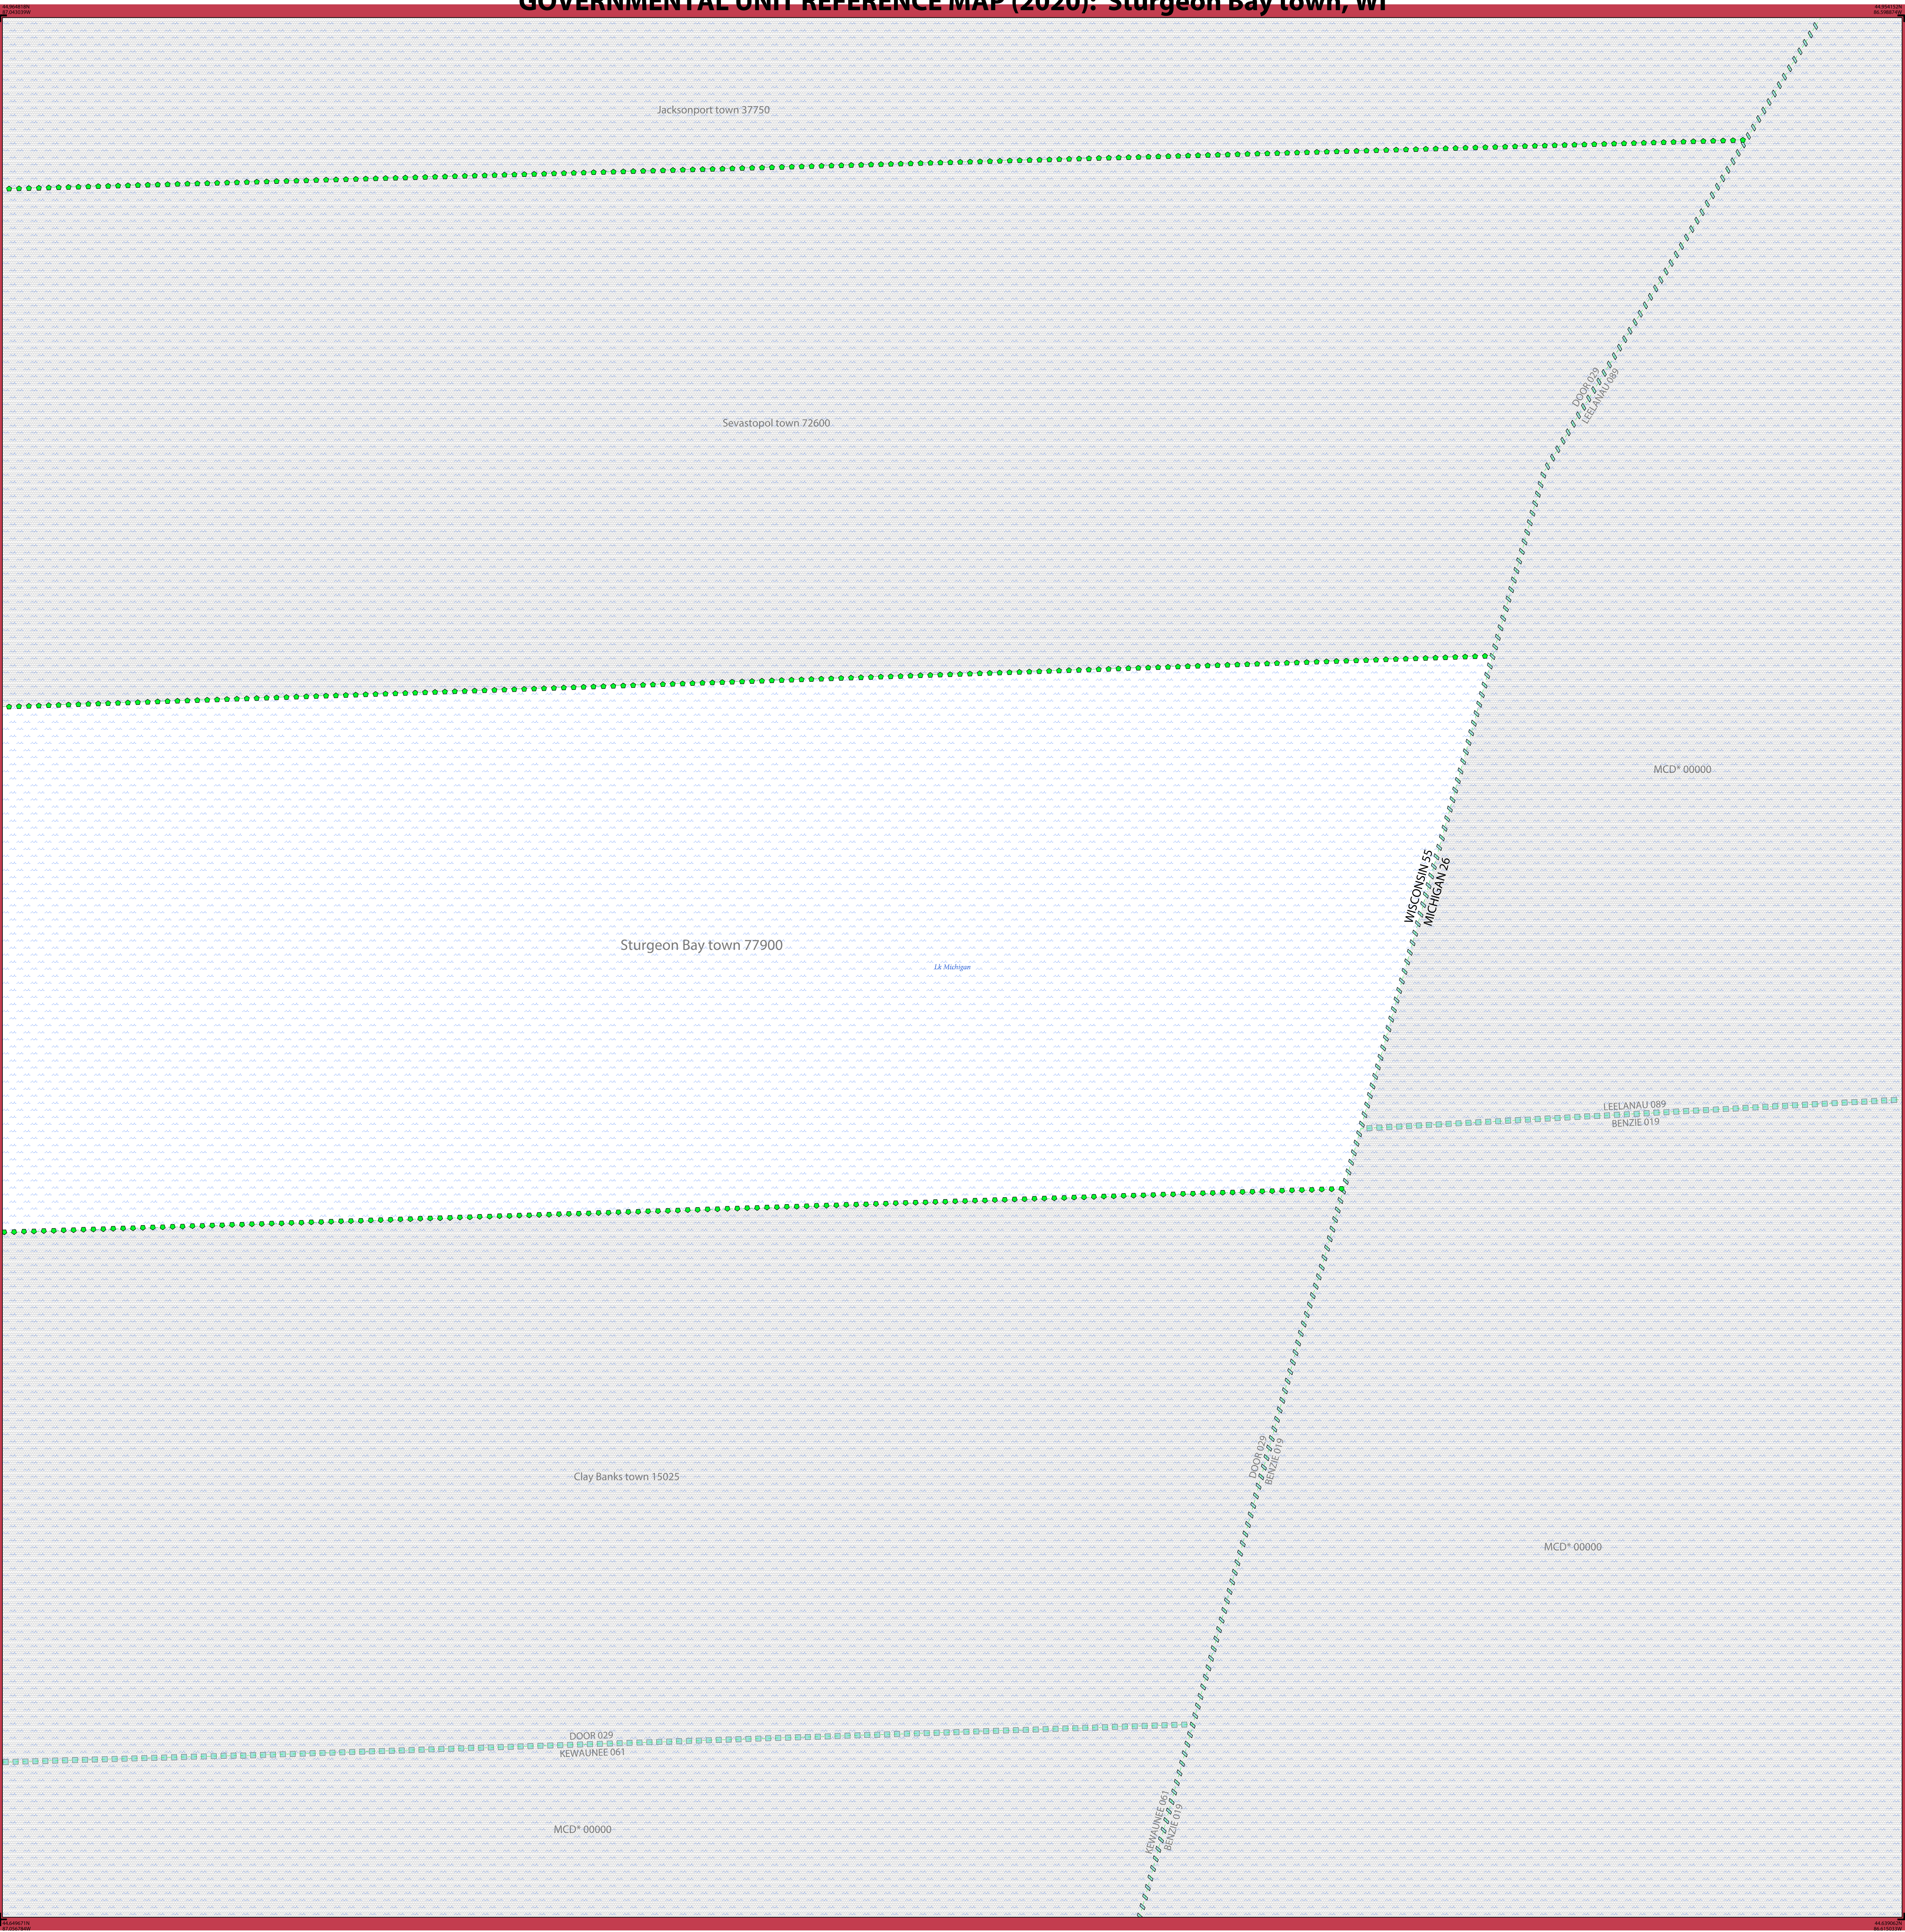 GOVERNMENTAL UNIT REFERENCE MAP (2020): Sturgeon Bay town, WI
Jacksonport town 37750
DOOR 029
LEELANAU 089
Sevastopol town 72600
MCD* 00000
WISCONSIN 55
MICHIGAN 26
Sturgeon Bay town 77900
Lk Michigan
LEELANAU 089
BENZIE 019
DOOR 029
BENZIE 019
Clay Banks town 15025
MCD* 00000
DOOR 029
KEWAUNEE 061
KEWAUNEE 061
BENZIE 019
MCD* 00000